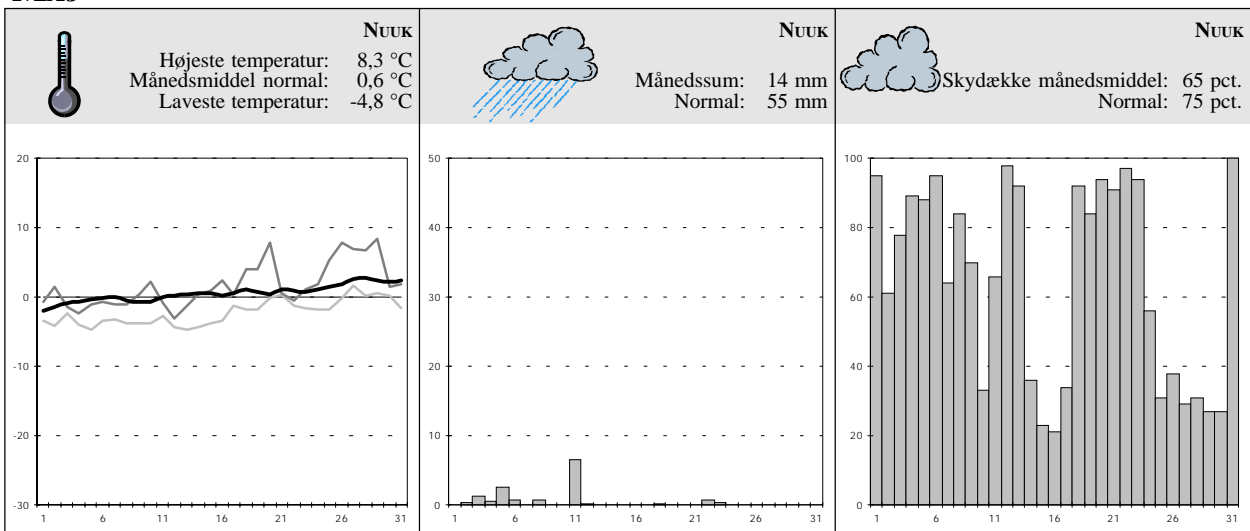 NUUK
Højeste temperatur: 8,3 °C
Månedsmiddel normal: 0,6 °C
Laveste temperatur: -4,8 °C
20
10
0
-10
-20
-30
1 6 11 16 21 26 31
NUUK
Månedssum: 14 mm
Normal: 55 mm
50
40
30
20
10
0
1 6 11 16 21 26 31
NUUK
Skydække månedsmiddel: 65 pct.
Normal: 75 pct.
100
80
60
40
20
0
1 6 11 16 21 26 31